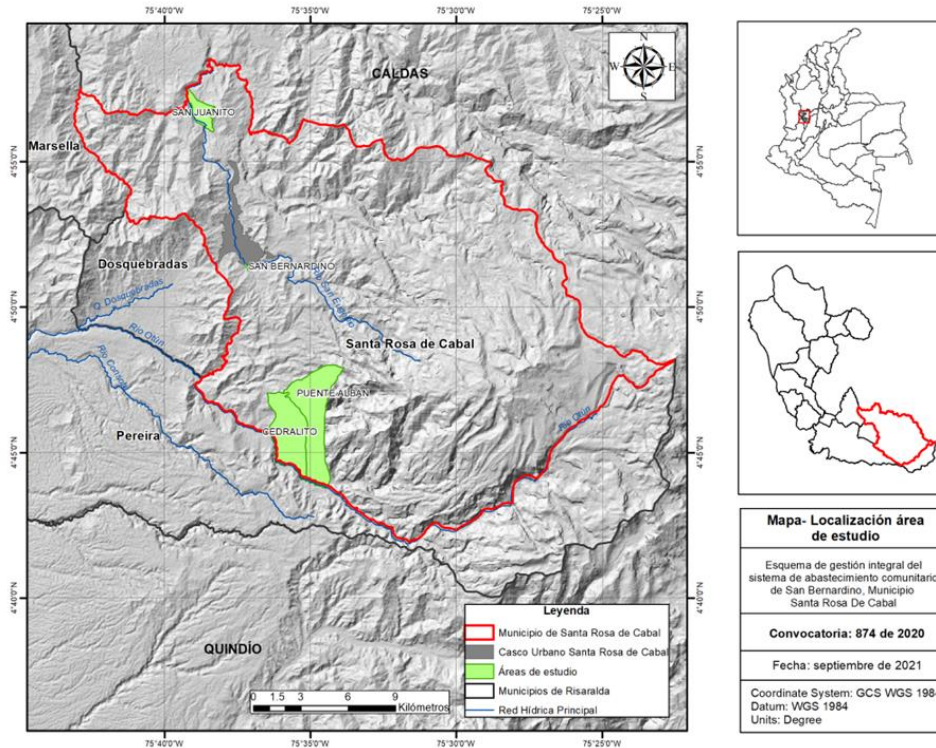 75°40'0"W
75°35'0"W
75°30'0"W
75°25'0"W
N
W
E
S
CALDAS
SAN JUANITO
Marsella
4°55'0"N
4°55'0"N
SAN BERNARDINO
Dosquebradas
Q. Dosquebradas
Río San Eugenio
4°50'0"N
4°50'0"N
Río Otún
Santa Rosa de Cabal
PUENTE ALBÁN
CEDRALITO
Río Otún
Pereira
4°45'0"N
4°45'0"N
4°40'0"N
4°40'0"N
QUINDÍO
Leyenda
Municipio de Santa Rosa de Cabal
Casco Urbano Santa Rosa de Cabal
Áreas de estudio
Municipios de Risaralda
Red Hídrica Principal
0 1.5 3 6 9
Kilómetros
75°40'0"W
75°35'0"W
75°30'0"W
75°25'0"W
Mapa- Localización área
de estudio
Esquema de gestión integral del
sistema de abastecimiento comunitario
de San Bernardino, Municipio
Santa Rosa De Cabal
Convocatoria: 874 de 2020
Fecha: septiembre de 2021
Coordinate System: GCS WGS 1984
Datum: WGS 1984
Units: Degree